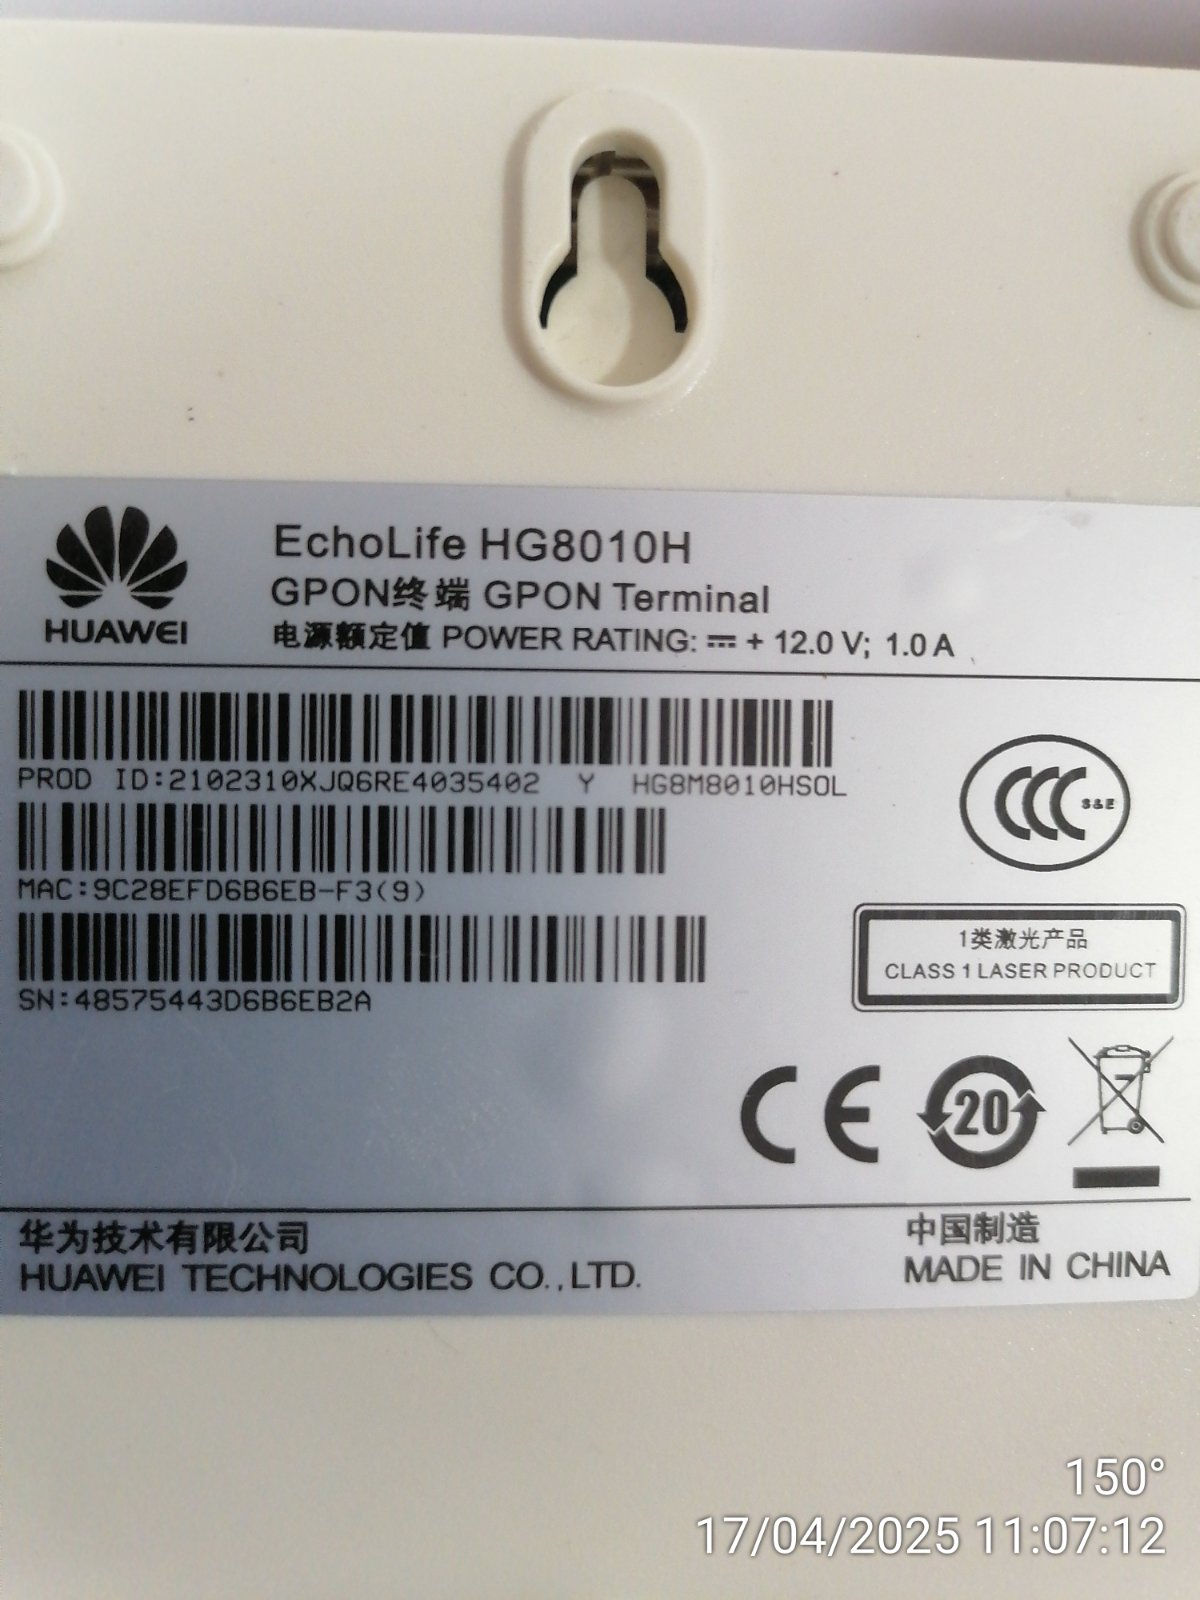 HUAWEI
EchoLife HG8010H
GPON终端 GPON Terminal
电源额定值 POWER RATING: ⎓ + 12.0 V; 1.0 A
PROD ID:2102310XJQ6RE4035402 Y HG8M8010HSOL
MAC:9C28EFD6B6EB-F3(9)
SN:48575443D6B6EB2A
CCC S&E
1类激光产品
CLASS 1 LASER PRODUCT
CE
20
华为技术有限公司
HUAWEI TECHNOLOGIES CO.,LTD.
中国制造
MADE IN CHINA
150°
17/04/2025 11:07:12